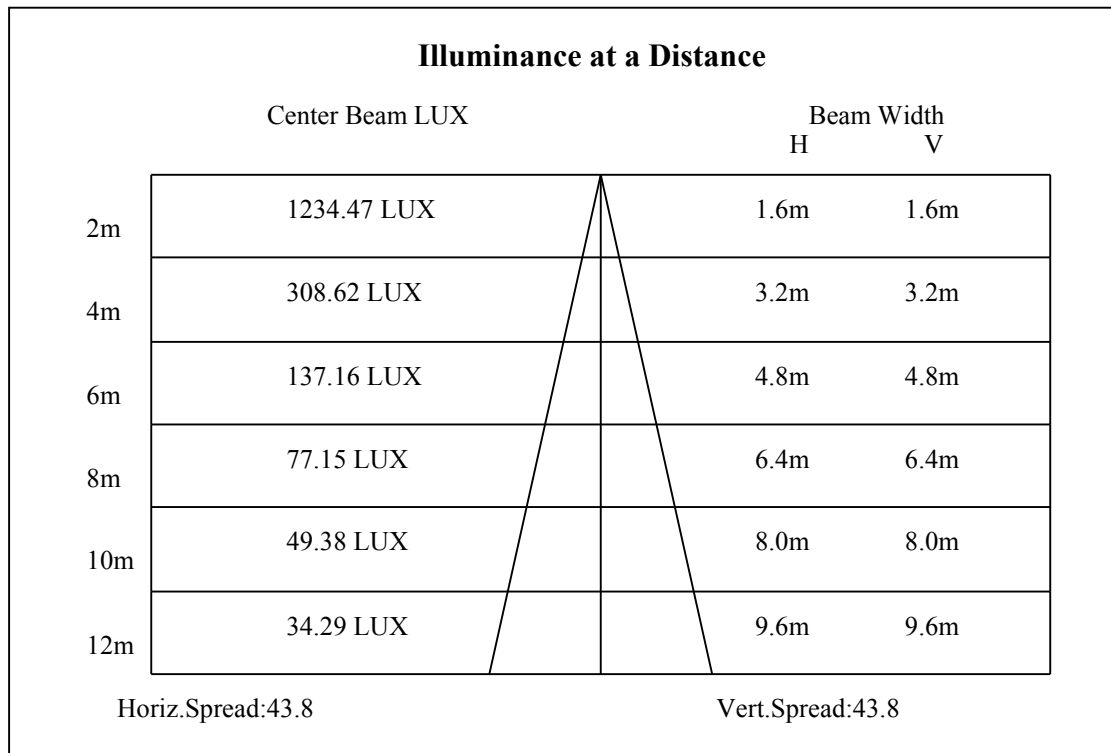 Illuminance at a Distance
Center Beam LUX Beam Width
H V
2m 1234.47 LUX 1.6m 1.6m
4m 308.62 LUX 3.2m 3.2m
6m 137.16 LUX 4.8m 4.8m
8m 77.15 LUX 6.4m 6.4m
10m 49.38 LUX 8.0m 8.0m
12m 34.29 LUX 9.6m 9.6m
Horiz.Spread:43.8 Vert.Spread:43.8